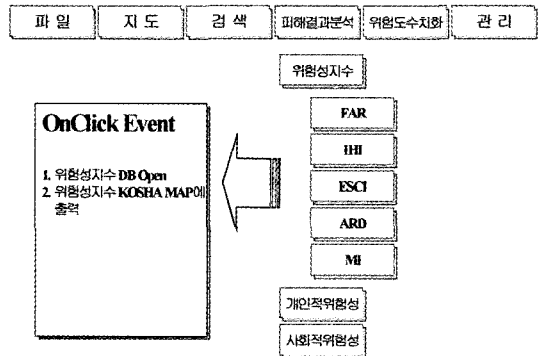 파 일 지 도 검 색 피해결과분석 위험도수치화 관 리
위험성지수
OnClick Event
1. 위험성지수 DB Open
2. 위험성지수 KOSHA MAP에
출력
FAR
IHI
ESCI
ARD
MI
개인적위험성
사회적위험성